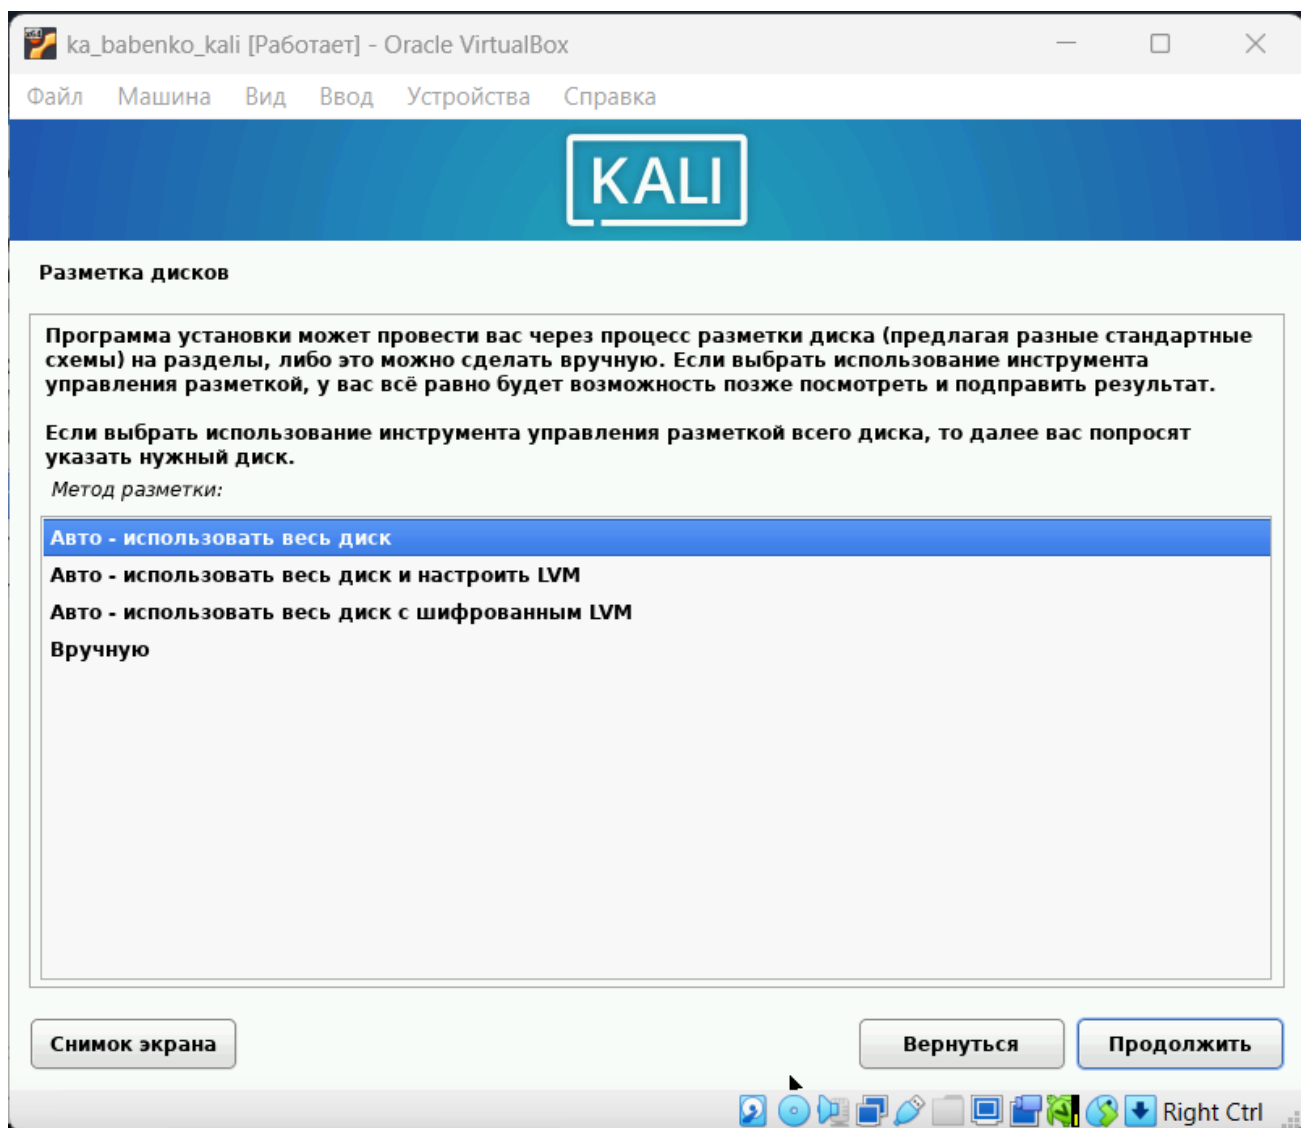 ka_babenko_kali [Работает] - Oracle VirtualBox
Файл Машина Вид Ввод Устройства Справка
KALI
Разметка дисков
Программа установки может провести вас через процесс разметки диска (предлагая разные стандартные
схемы) на разделы, либо это можно сделать вручную. Если выбрать использование инструмента
управления разметкой, у вас всё равно будет возможность позже посмотреть и подправить результат.
Если выбрать использование инструмента управления разметкой всего диска, то далее вас попросят
указать нужный диск.
Метод разметки:
Авто - использовать весь диск
Авто - использовать весь диск и настроить LVM
Авто - использовать весь диск с шифрованным LVM
Вручную
Снимок экрана Вернуться Продолжить
Right Ctrl